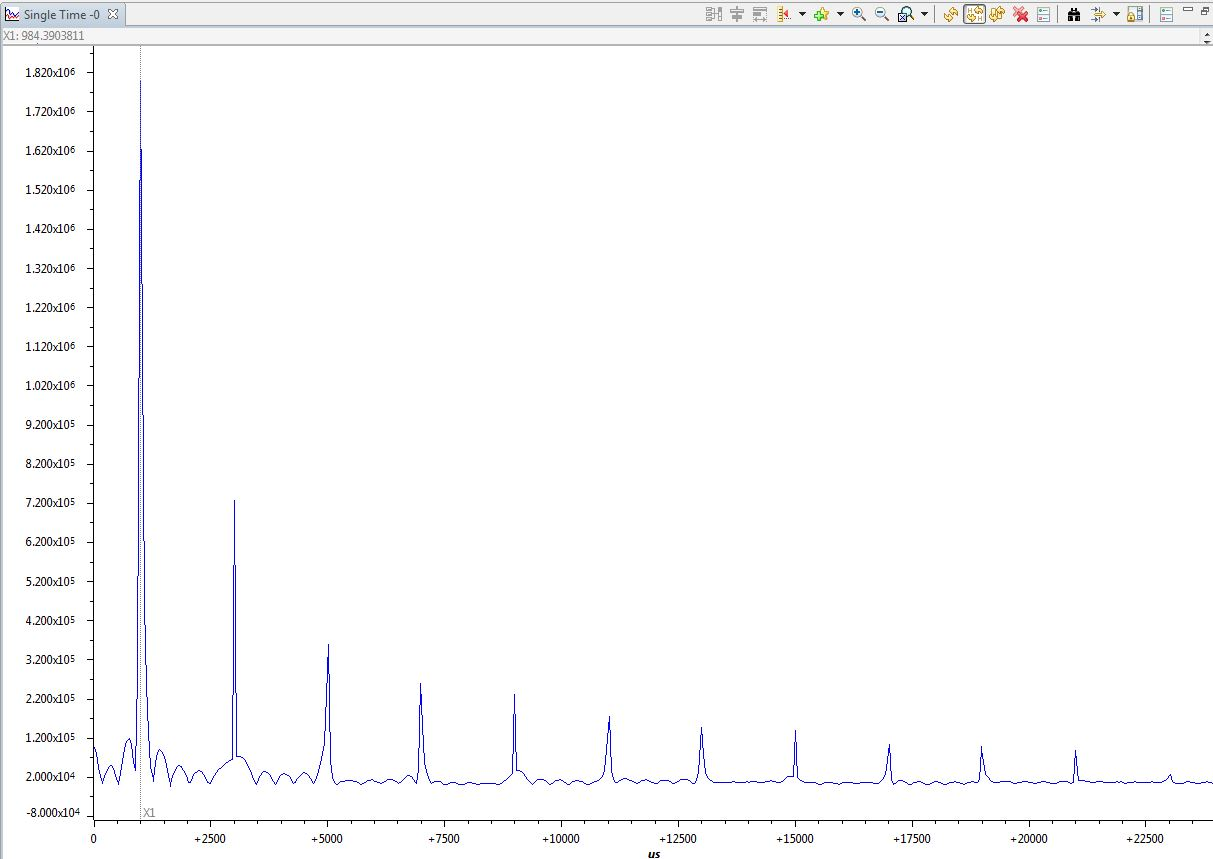 Single Time -0
X1: 984.3903811
1.820x10⁶
1.720x10⁶
1.620x10⁶
1.520x10⁶
1.420x10⁶
1.320x10⁶
1.220x10⁶
1.120x10⁶
1.020x10⁶
9.200x10⁵
8.200x10⁵
7.200x10⁵
6.200x10⁵
5.200x10⁵
4.200x10⁵
3.200x10⁵
2.200x10⁵
1.200x10⁵
2.000x10⁴
-8.000x10⁴
X1
0 +2500 +5000 +7500 +10000 +12500 +15000 +17500 +20000 +22500
us